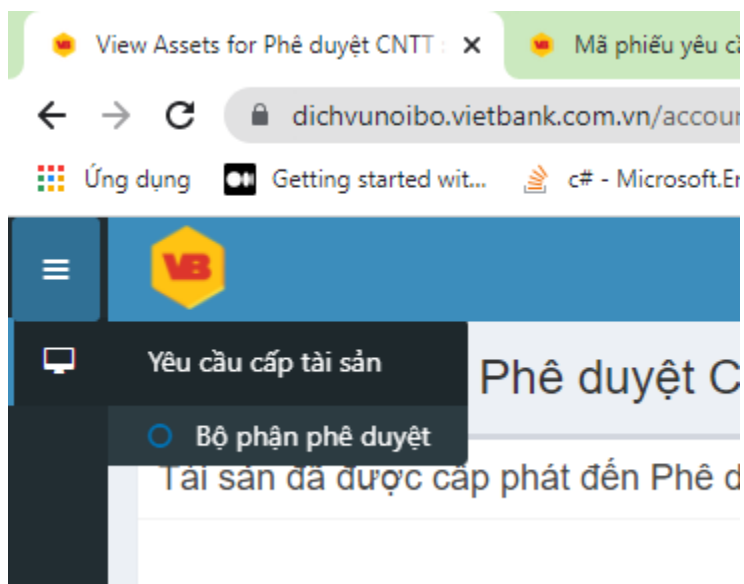 View Assets for Phê duyệt CNTT :
Mã phiếu yêu
dichvunoibo.vietbank.com.vn/accoun
Ứng dụng
Getting started wit...
c# - Microsoft.Er
VB
Yêu cầu cấp tài sản
Phê duyệt C
Bộ phận phê duyệt
Tài sản đã được cấp phát đến Phê d